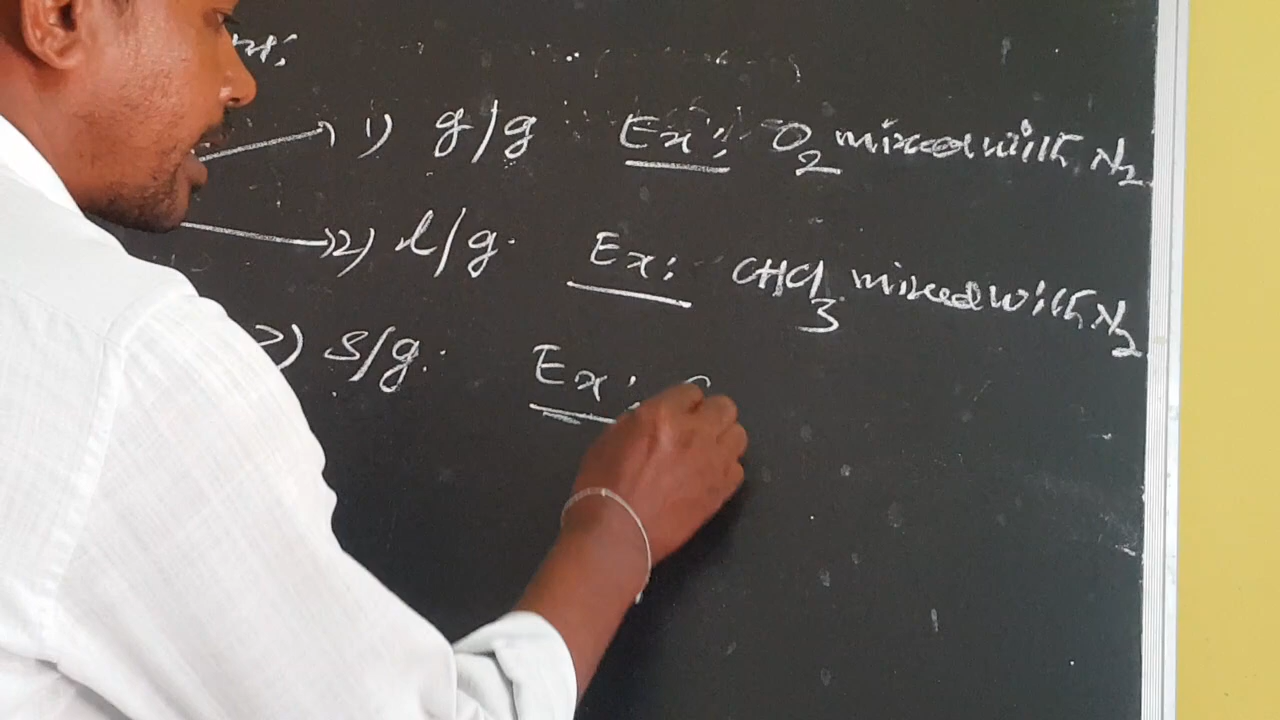 1) g/g Ex: O2 mixed with N2
2) l/g. Ex: CHCl3 mixed with N2
3) s/g. Ex: